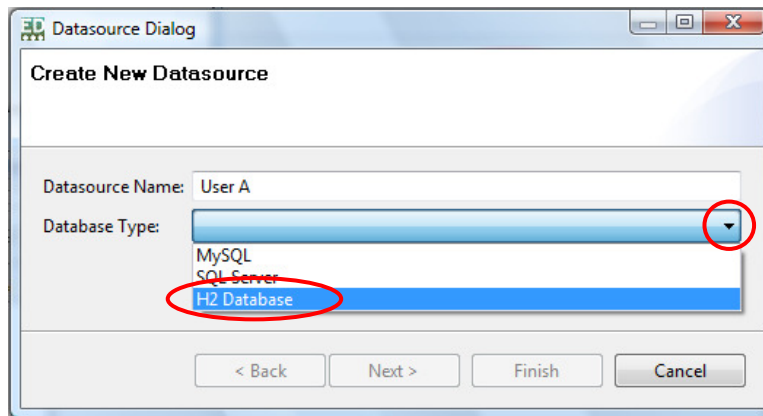 Datasource Dialog
Create New Datasource
Datasource Name: User A
Database Type:
MySQL
SQL Server
H2 Database
< Back Next > Finish Cancel